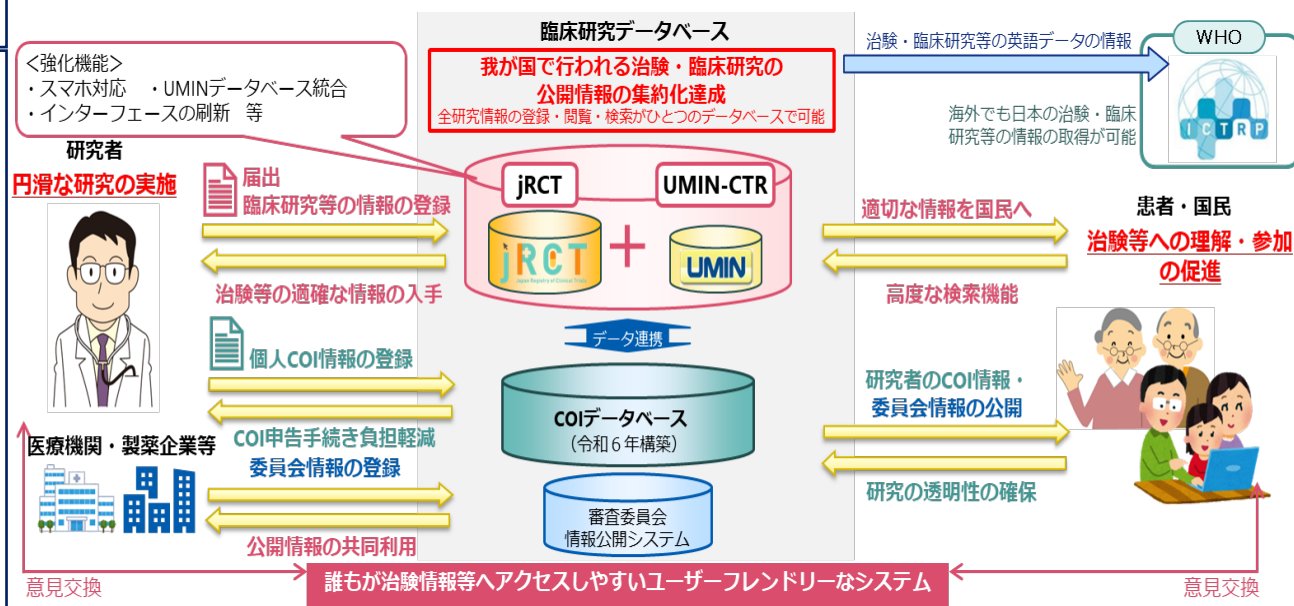 臨床研究データベース
我が国で行われる治験・臨床研究の
公開情報の集約化達成
全研究情報の登録・閲覧・検索がひとつのデータベースで可能
<強化機能>
・スマホ対応　・UMINデータベース統合
・インターフェースの刷新　等
治験・臨床研究等の英語データの情報
WHO
ICTRP
海外でも日本の治験・臨床
研究等の情報の取得が可能
研究者
円滑な研究の実施
届出
臨床研究等の情報の登録
治験等の適確な情報の入手
jRCT
UMIN-CTR
jRCT
Japan Registry of Clinical Trials
+
UMIN
適切な情報を国民へ
高度な検索機能
患者・国民
治験等への理解・参加
の促進
データ連携
個人COI情報の登録
COI申告手続き負担軽減
COIデータベース
(令和６年構築)
研究者のCOI情報・
委員会情報の公開
研究の透明性の確保
医療機関・製薬企業等
委員会情報の登録
公開情報の共同利用
審査委員会
情報公開システム
意見交換
誰もが治験情報等へアクセスしやすいユーザーフレンドリーなシステム
意見交換